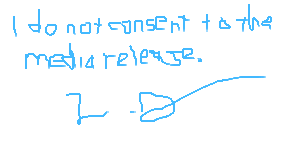 I do not consent to the
media release.
L.D